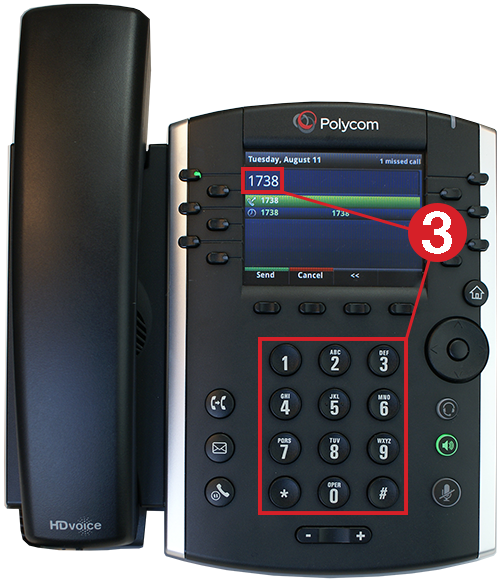 Polycom
Tuesday, August 11 1 missed call
1738
1738
1738 1738
3
Send Cancel <<
1 ABC 2 DEF 3
GHI 4 JKL 5 MNO 6
PQRS 7 TUV 8 WXYZ 9
* OPER 0 #
- +
HDvoice